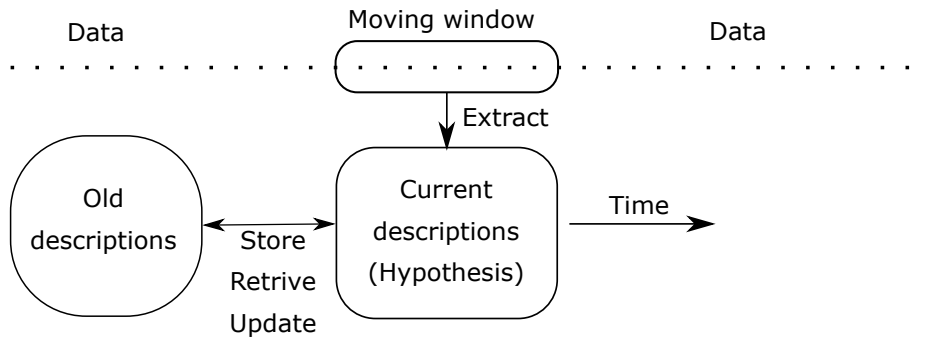 Moving window
Data
Data
Extract
Old
descriptions
Current
descriptions
(Hypothesis)
Time
Store
Retrive
Update